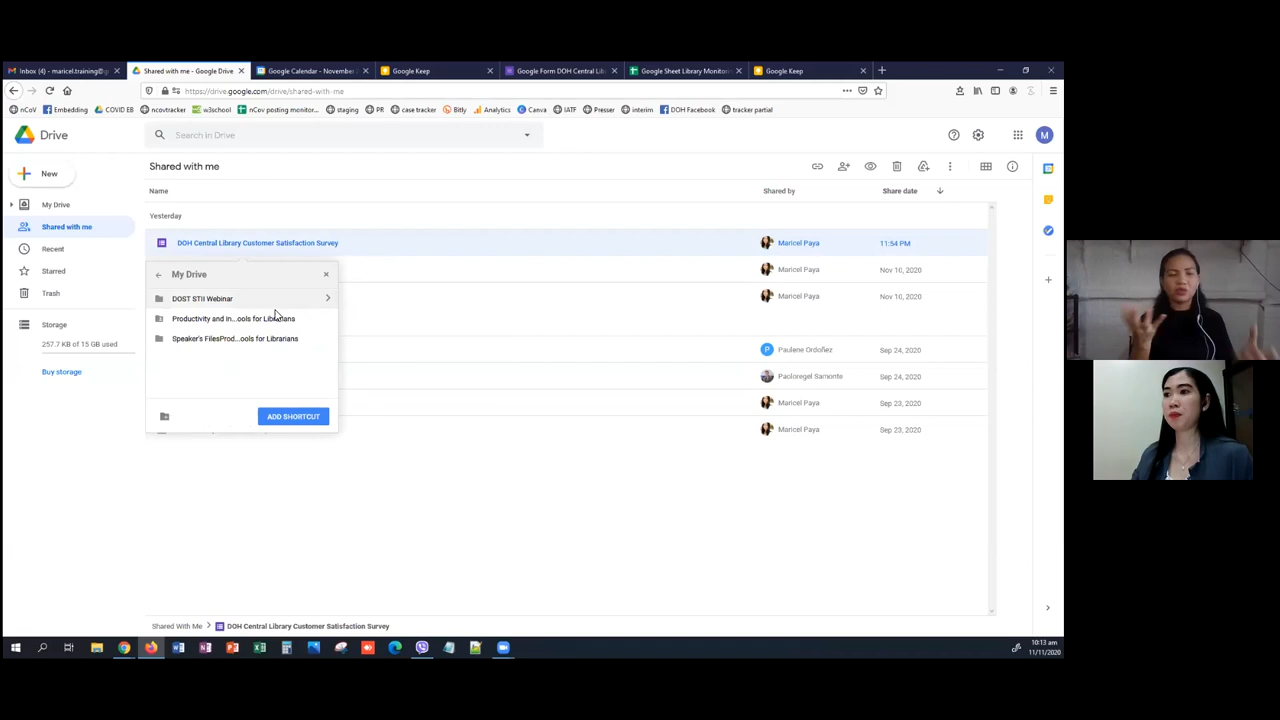 Inbox (4) - maricel.training@g
Shared with me - Google Drive
Google Calendar - November
Google Keep
Google Form DOH Central Lib
Google Sheet Library Monitori
Google Keep
https://drive.google.com/drive/shared-with-me
nCoV
Embedding
COVID EB
ncovtracker
w3school
nCov posting monitor...
staging
PR
case tracker
Bitly
Analytics
Canva
IATF
Presser
interim
DOH Facebook
tracker partial
Drive
Search in Drive
M
New
Shared with me
My Drive
Shared with me
Recent
Starred
Trash
Storage
257.7 KB of 15 GB used
Buy storage
Name
Shared by
Share date
Yesterday
DOH Central Library Customer Satisfaction Survey
Maricel Paya
11:54 PM
Maricel Paya
Nov 10, 2020
Maricel Paya
Nov 10, 2020
P
Paulene Ordoñez
Sep 24, 2020
Paoloregel Samonte
Sep 24, 2020
Maricel Paya
Sep 23, 2020
Maricel Paya
Sep 23, 2020
My Drive
DOST STII Webinar
Productivity and In...ools for Librarians
Speaker's FilesProd...ools for Librarians
ADD SHORTCUT
Shared With Me
DOH Central Library Customer Satisfaction Survey
10:13 am
11/11/2020